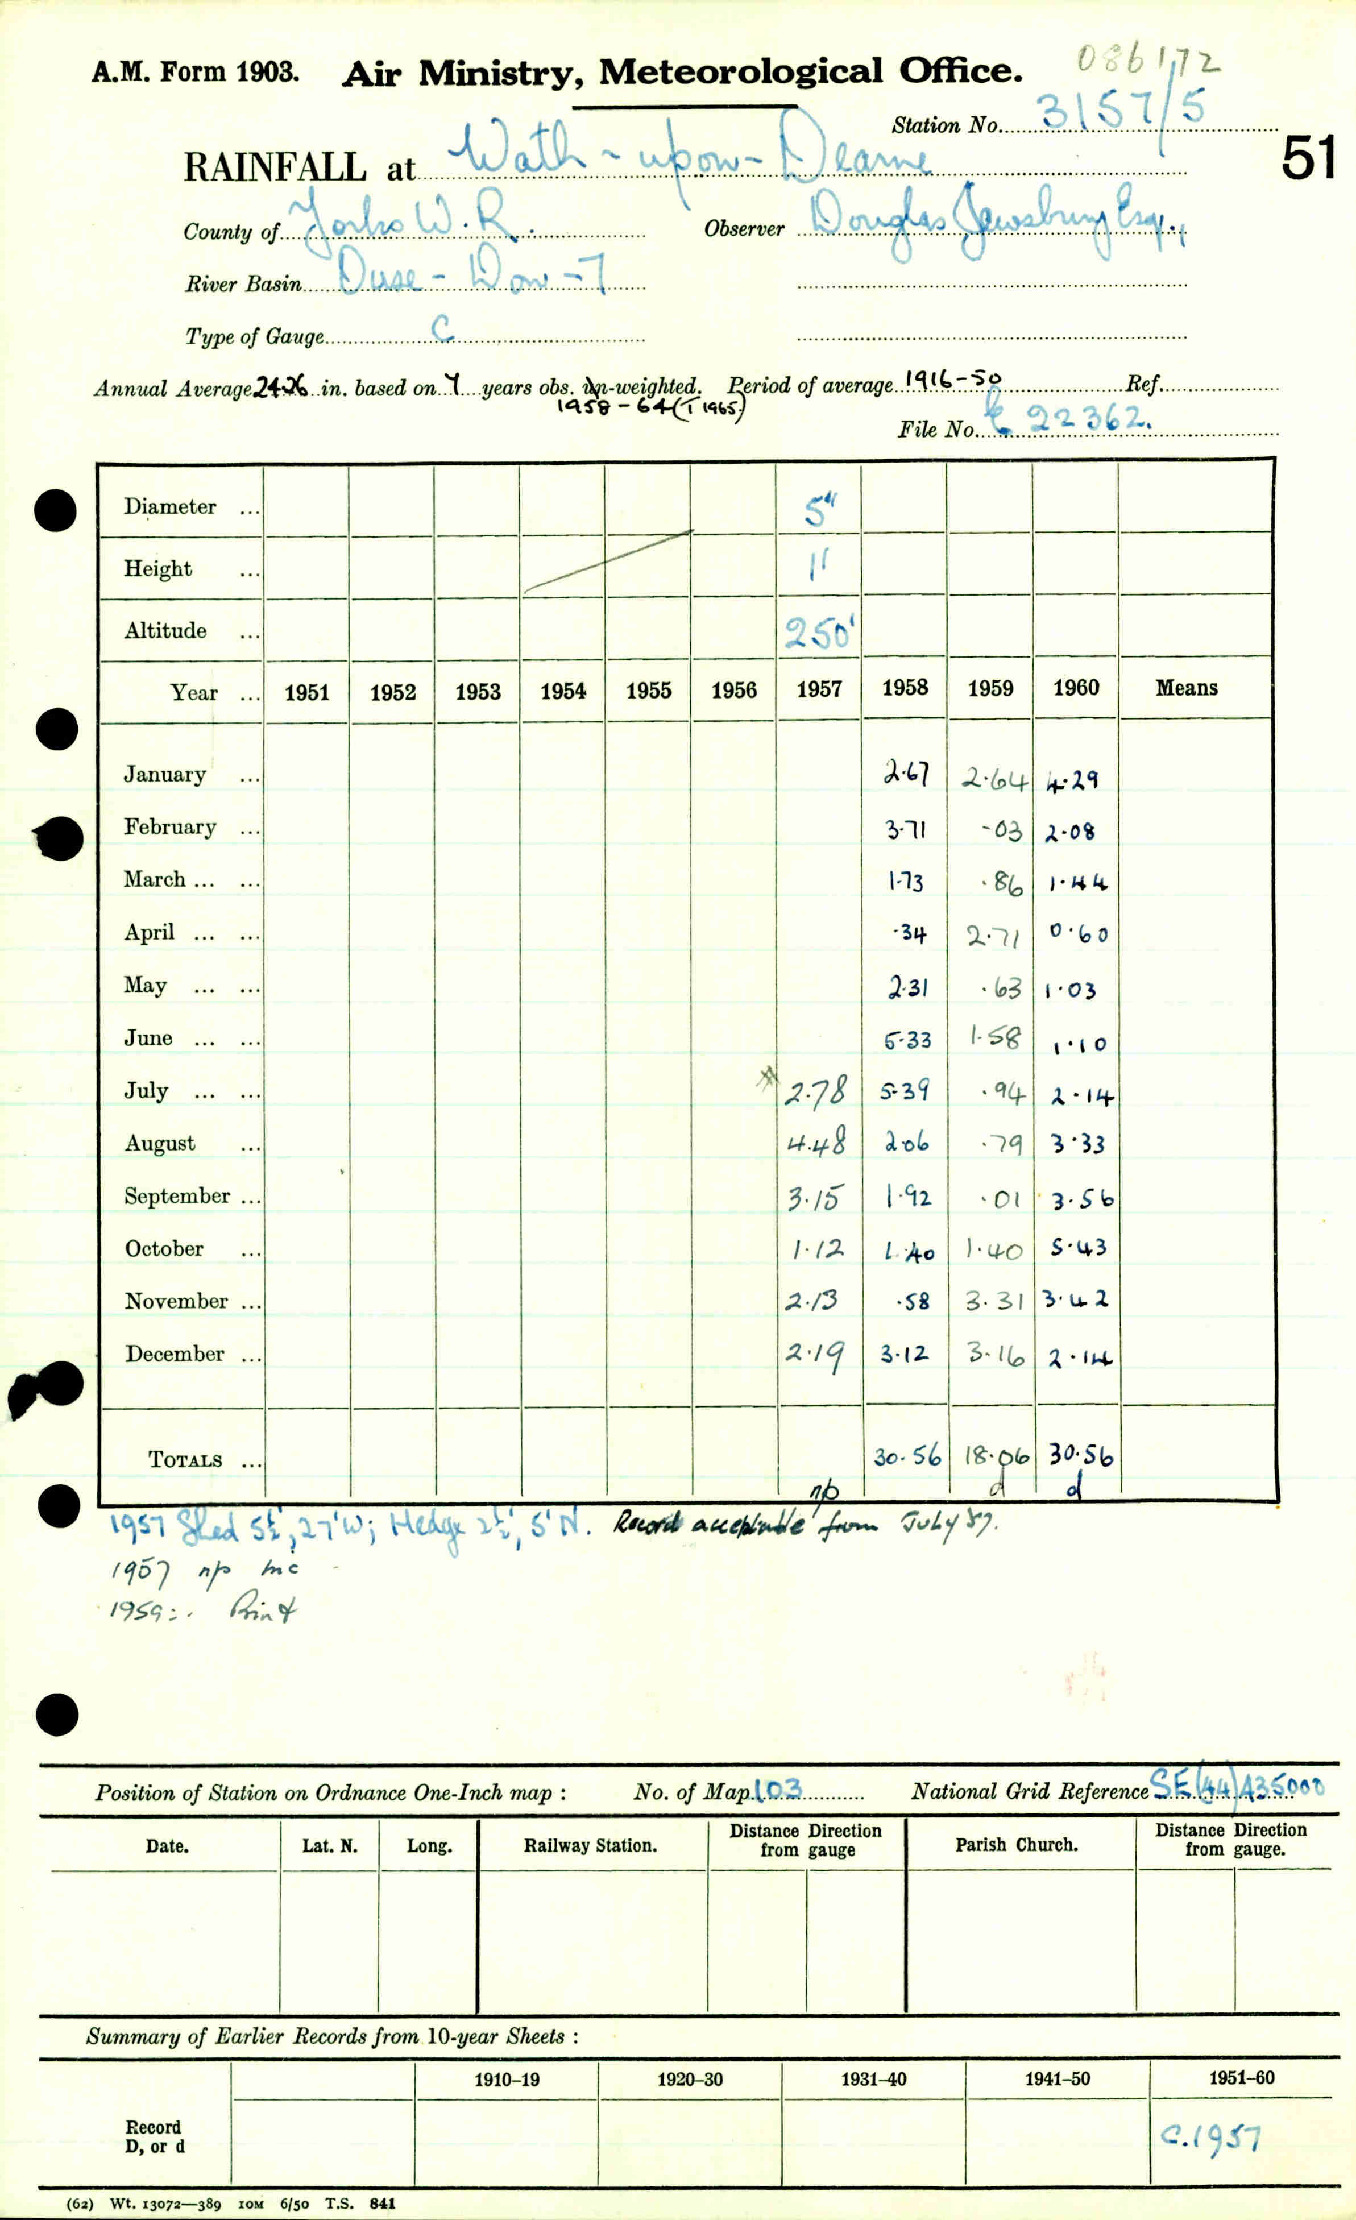 086172
A.M. Form 1903. Air Ministry, Meteorological Office.
Station No. 3157/5
51
RAINFALL at Wath-upon-Dearne
County of Yorks W.R. Observer Douglas Jewsbury Esq.,
River Basin Ouse - Don - 7
Type of Gauge C
Annual Average 24.26 in. based on 7 years obs. un-weighted. Period of average 1916-50 Ref.
1958-64 (T 1965)
File No. 22362.
Diameter ... 5"
Height ... 1'
Altitude ... 250'
Year ... 1951 1952 1953 1954 1955 1956 1957 1958 1959 1960 Means
January ... 2.67 2.64 4.29
February ... 3.71 .03 2.08
March ... ... 1.73 .86 1.44
April ... ... .34 2.71 0.60
May ... ... 2.31 .63 1.03
June ... ... 5.33 1.58 1.10
July ... ... 2.78 5.39 .94 2.14
August ... 4.48 2.06 .79 3.33
September ... 3.15 1.92 .01 3.56
October ... 1.12 1.40 1.40 5.43
November ... 2.13 .58 3.31 3.42
December ... 2.19 3.12 3.16 2.14
TOTALS ... 30.56 18.06 30.56
np d d
1957 Shed 5½', 27'W; Hedge 2½', 5'N. Record acceptable from July 57.
1957 np inc
1959: Print
Position of Station on Ordnance One-Inch map : No. of Map 103 National Grid Reference SE(44)435000
Date. Lat. N. Long. Railway Station. Distance Direction from gauge Parish Church. Distance Direction from gauge.
Summary of Earlier Records from 10-year Sheets :
1910–19 1920–30 1931–40 1941–50 1951–60
Record
D, or d
C.1957
(62) Wt. 13072—389 10M 6/50 T.S. 841